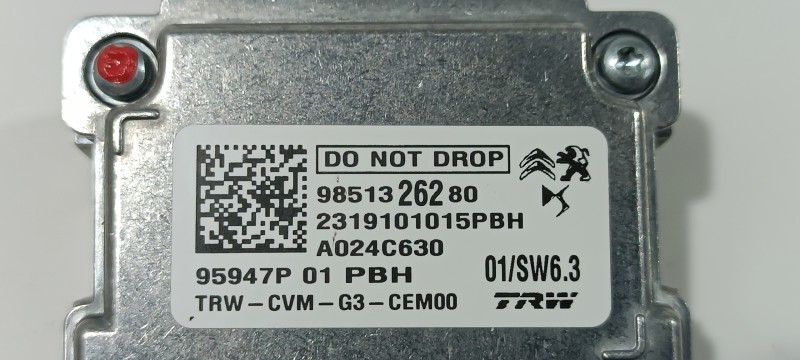 DO NOT DROP
98513 262 80
2319101015PBH
A024C630
95947P 01 PBH 01/SW6.3
TRW-CVM-G3-CEM00 TRW